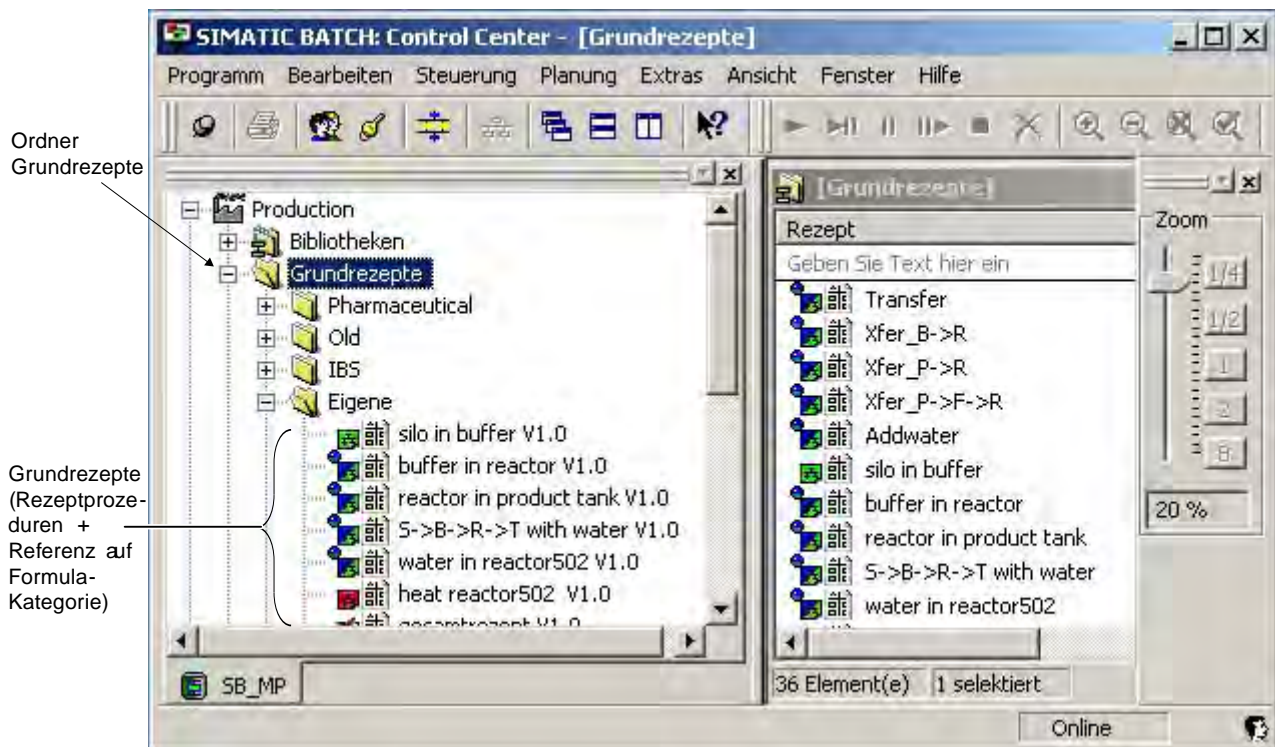 SIMATIC BATCH: Control Center - [Grundrezepte]
Programm Bearbeiten Steuerung Planung Extras Ansicht Fenster Hilfe
Ordner
Grundrezepte
Production
Bibliotheken
Grundrezepte
Pharmaceutical
Old
IBS
Eigene
silo in buffer V1.0
buffer in reactor V1.0
reactor in product tank V1.0
S->B->R->T with water V1.0
water in reactor502 V1.0
heat reactor502 V1.0
gesamtrezept V1.0
Grundrezepte
(Rezeptproze-
duren +
Referenz auf
Formula-
Kategorie)
SB_MP
[Grundrezepte]
Rezept
Geben Sie Text hier ein
Transfer
Xfer_B->R
Xfer_P->R
Xfer_P->F->R
Addwater
silo in buffer
buffer in reactor
reactor in product tank
S->B->R->T with water
water in reactor502
36 Element(e) 1 selektiert
Zoom
1/4
1/2
1
2
8
20 %
Online